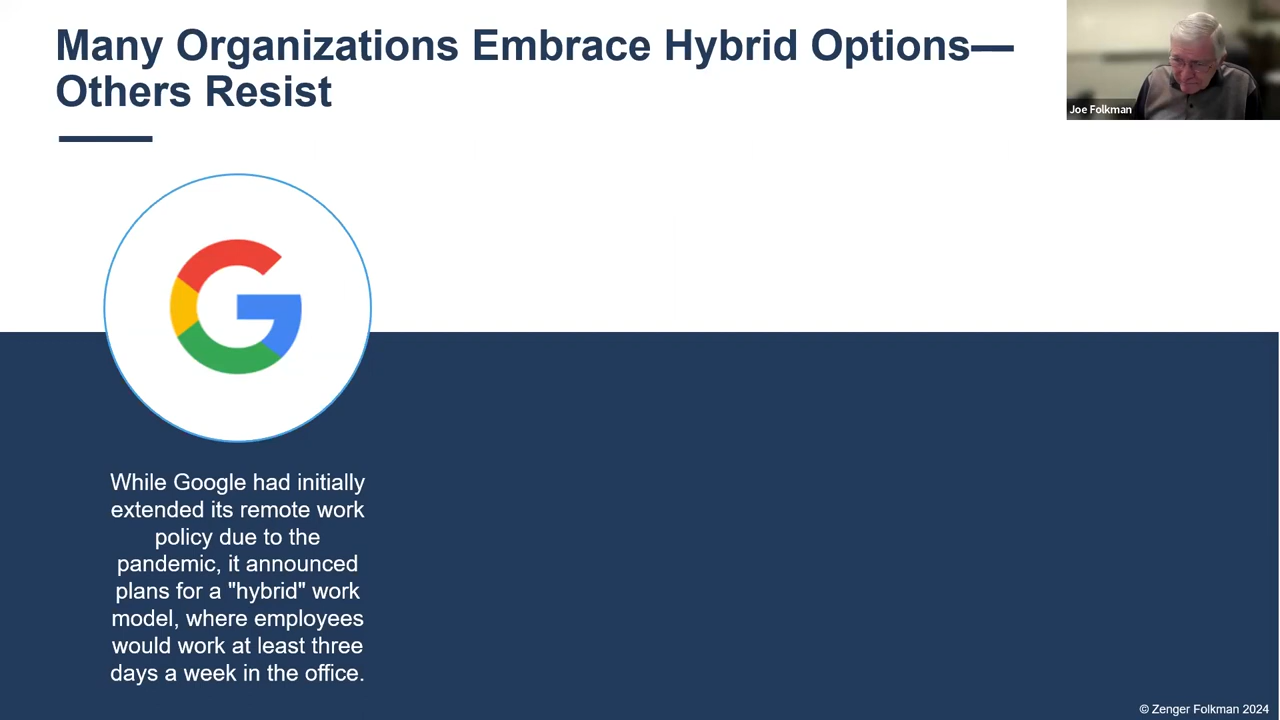 Many Organizations Embrace Hybrid Options—
Others Resist
Joe Folkman
While Google had initially
extended its remote work
policy due to the
pandemic, it announced
plans for a "hybrid" work
model, where employees
would work at least three
days a week in the office.
© Zenger Folkman 2024